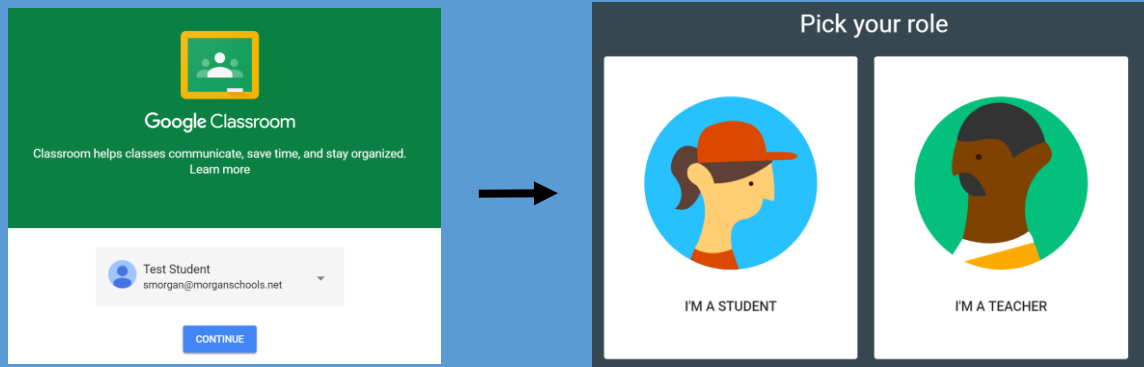 Google Classroom
Classroom helps classes communicate, save time, and stay organized.
Learn more
Test Student
smorgan@morganschools.net
CONTINUE
Pick your role
I'M A STUDENT
I'M A TEACHER